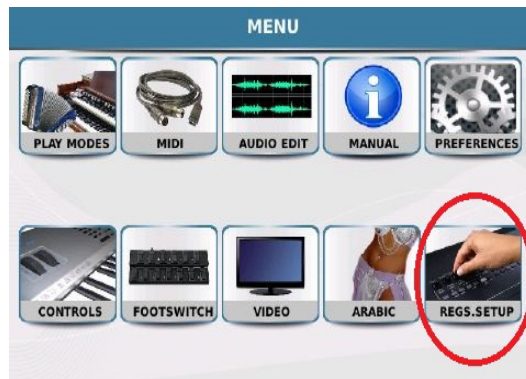 MENU
PLAY MODES
MIDI
AUDIO EDIT
MANUAL
PREFERENCES
CONTROLS
FOOTSWITCH
VIDEO
ARABIC
REGS.SETUP